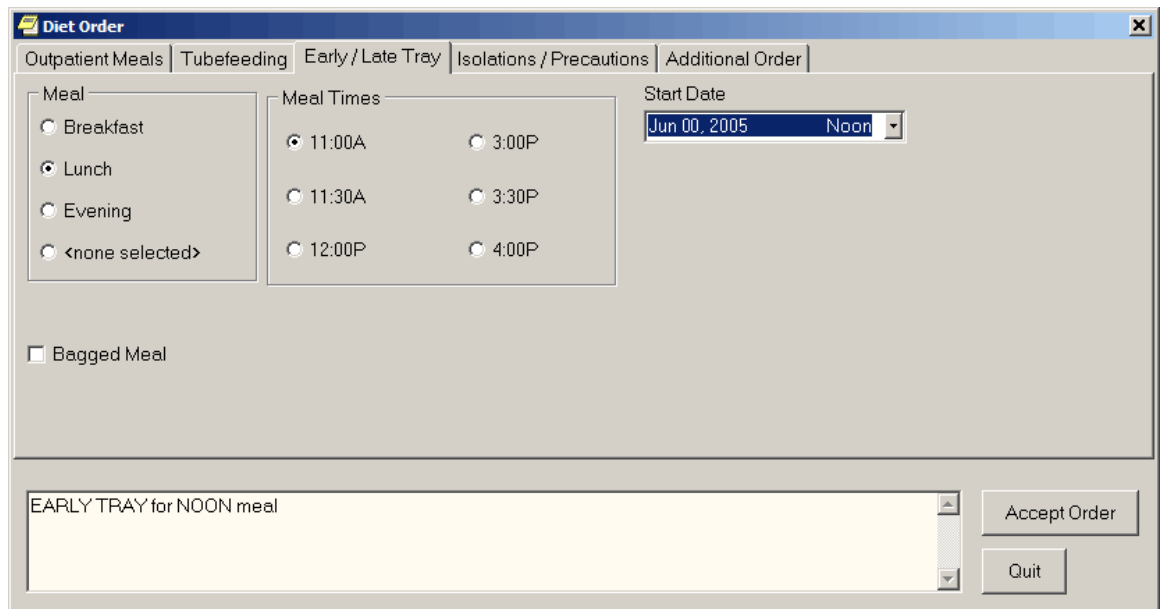 Diet Order
Outpatient Meals Tubefeeding Early / Late Tray Isolations / Precautions Additional Order
Meal
Breakfast
Lunch
Evening
<none selected>
Meal Times
11:00A 3:00P
11:30A 3:30P
12:00P 4:00P
Start Date
Jun 00, 2005 Noon
Bagged Meal
EARLY TRAY for NOON meal
Accept Order
Quit